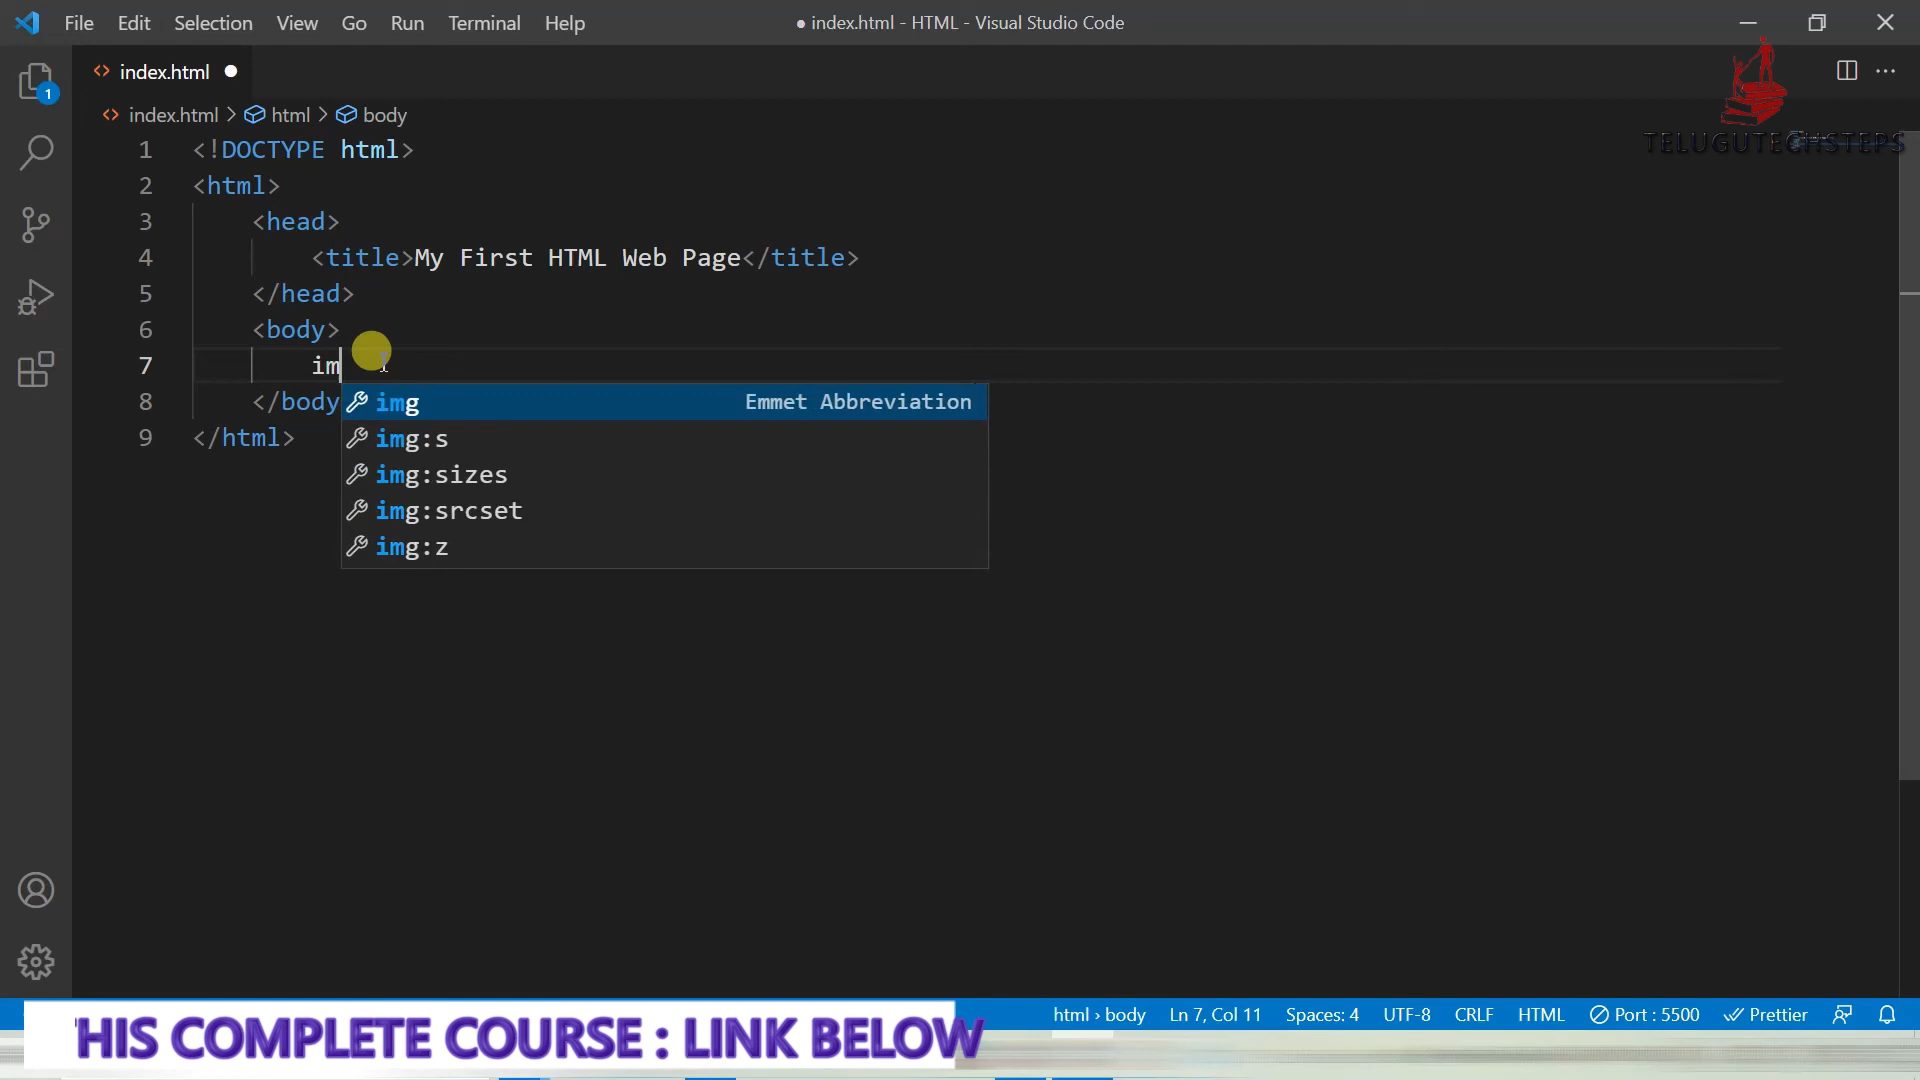 File Edit Selection View Go Run Terminal Help
● index.html - HTML - Visual Studio Code
index.html ●
TELUGUTECHSTEPS
1
index.html > html > body
1 <!DOCTYPE html>
2 <html>
3 <head>
4 <title>My First HTML Web Page</title>
5 </head>
6 <body>
7 im
8 </body
9 </html>
img Emmet Abbreviation
img:s
img:sizes
img:srcset
img:z
html › body Ln 7, Col 11 Spaces: 4 UTF-8 CRLF HTML Port : 5500 Prettier
HIS COMPLETE COURSE : LINK BELOW